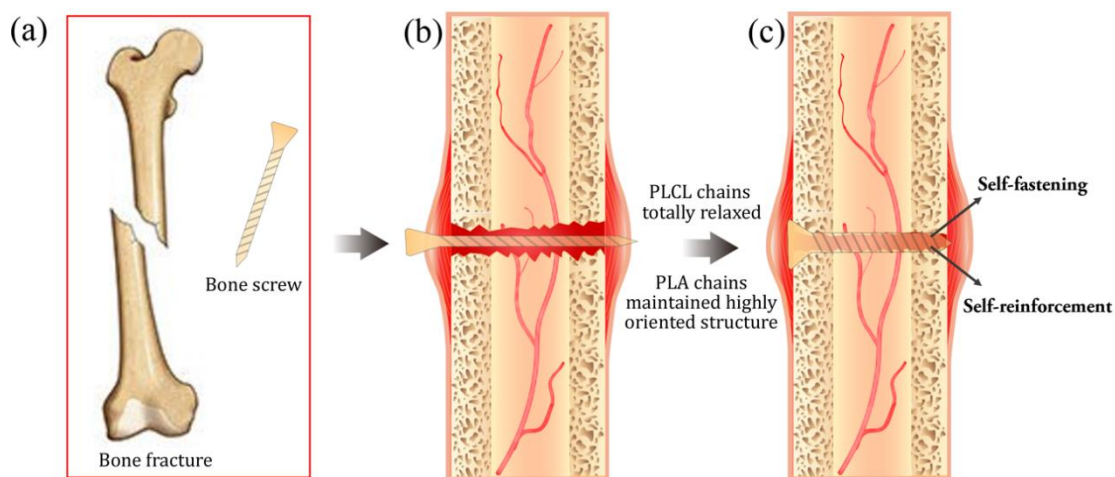 (a)
Bone screw
Bone fracture
(b)
PLCL chains
totally relaxed
PLA chains
maintained highly
oriented structure
(c)
Self-fastening
Self-reinforcement